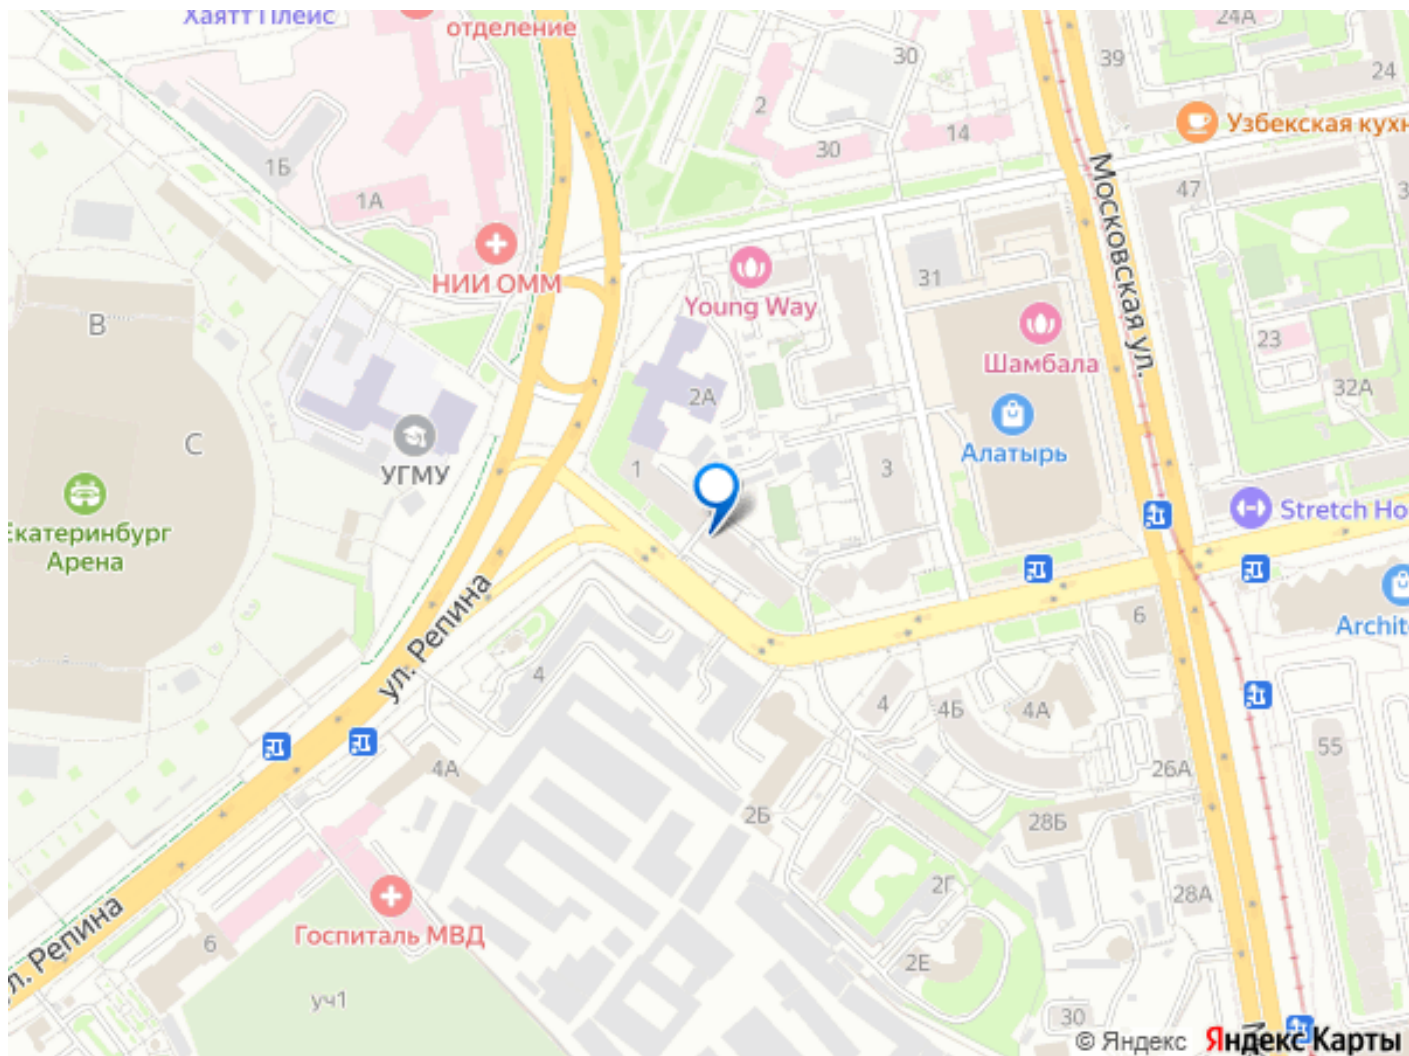 Хаятт Плейс
отделение
24А
39
30
24
2
Узбекская кухн
14
30
1Б
47
1А
Московская ул.
НИИ ОММ
31
Young Way
В
23
Шамбала
32А
2А
С
Алатырь
УГМУ
1
3
Stretch Ho
Екатеринбург
Арена
ул. Репина
6
Archit
4
4
4Б
4А
55
4А
26А
2Б
28Б
2Г
28А
Госпиталь МВД
л. Репина
6
2Е
уч1
30
© Яндекс
Яндекс Карты